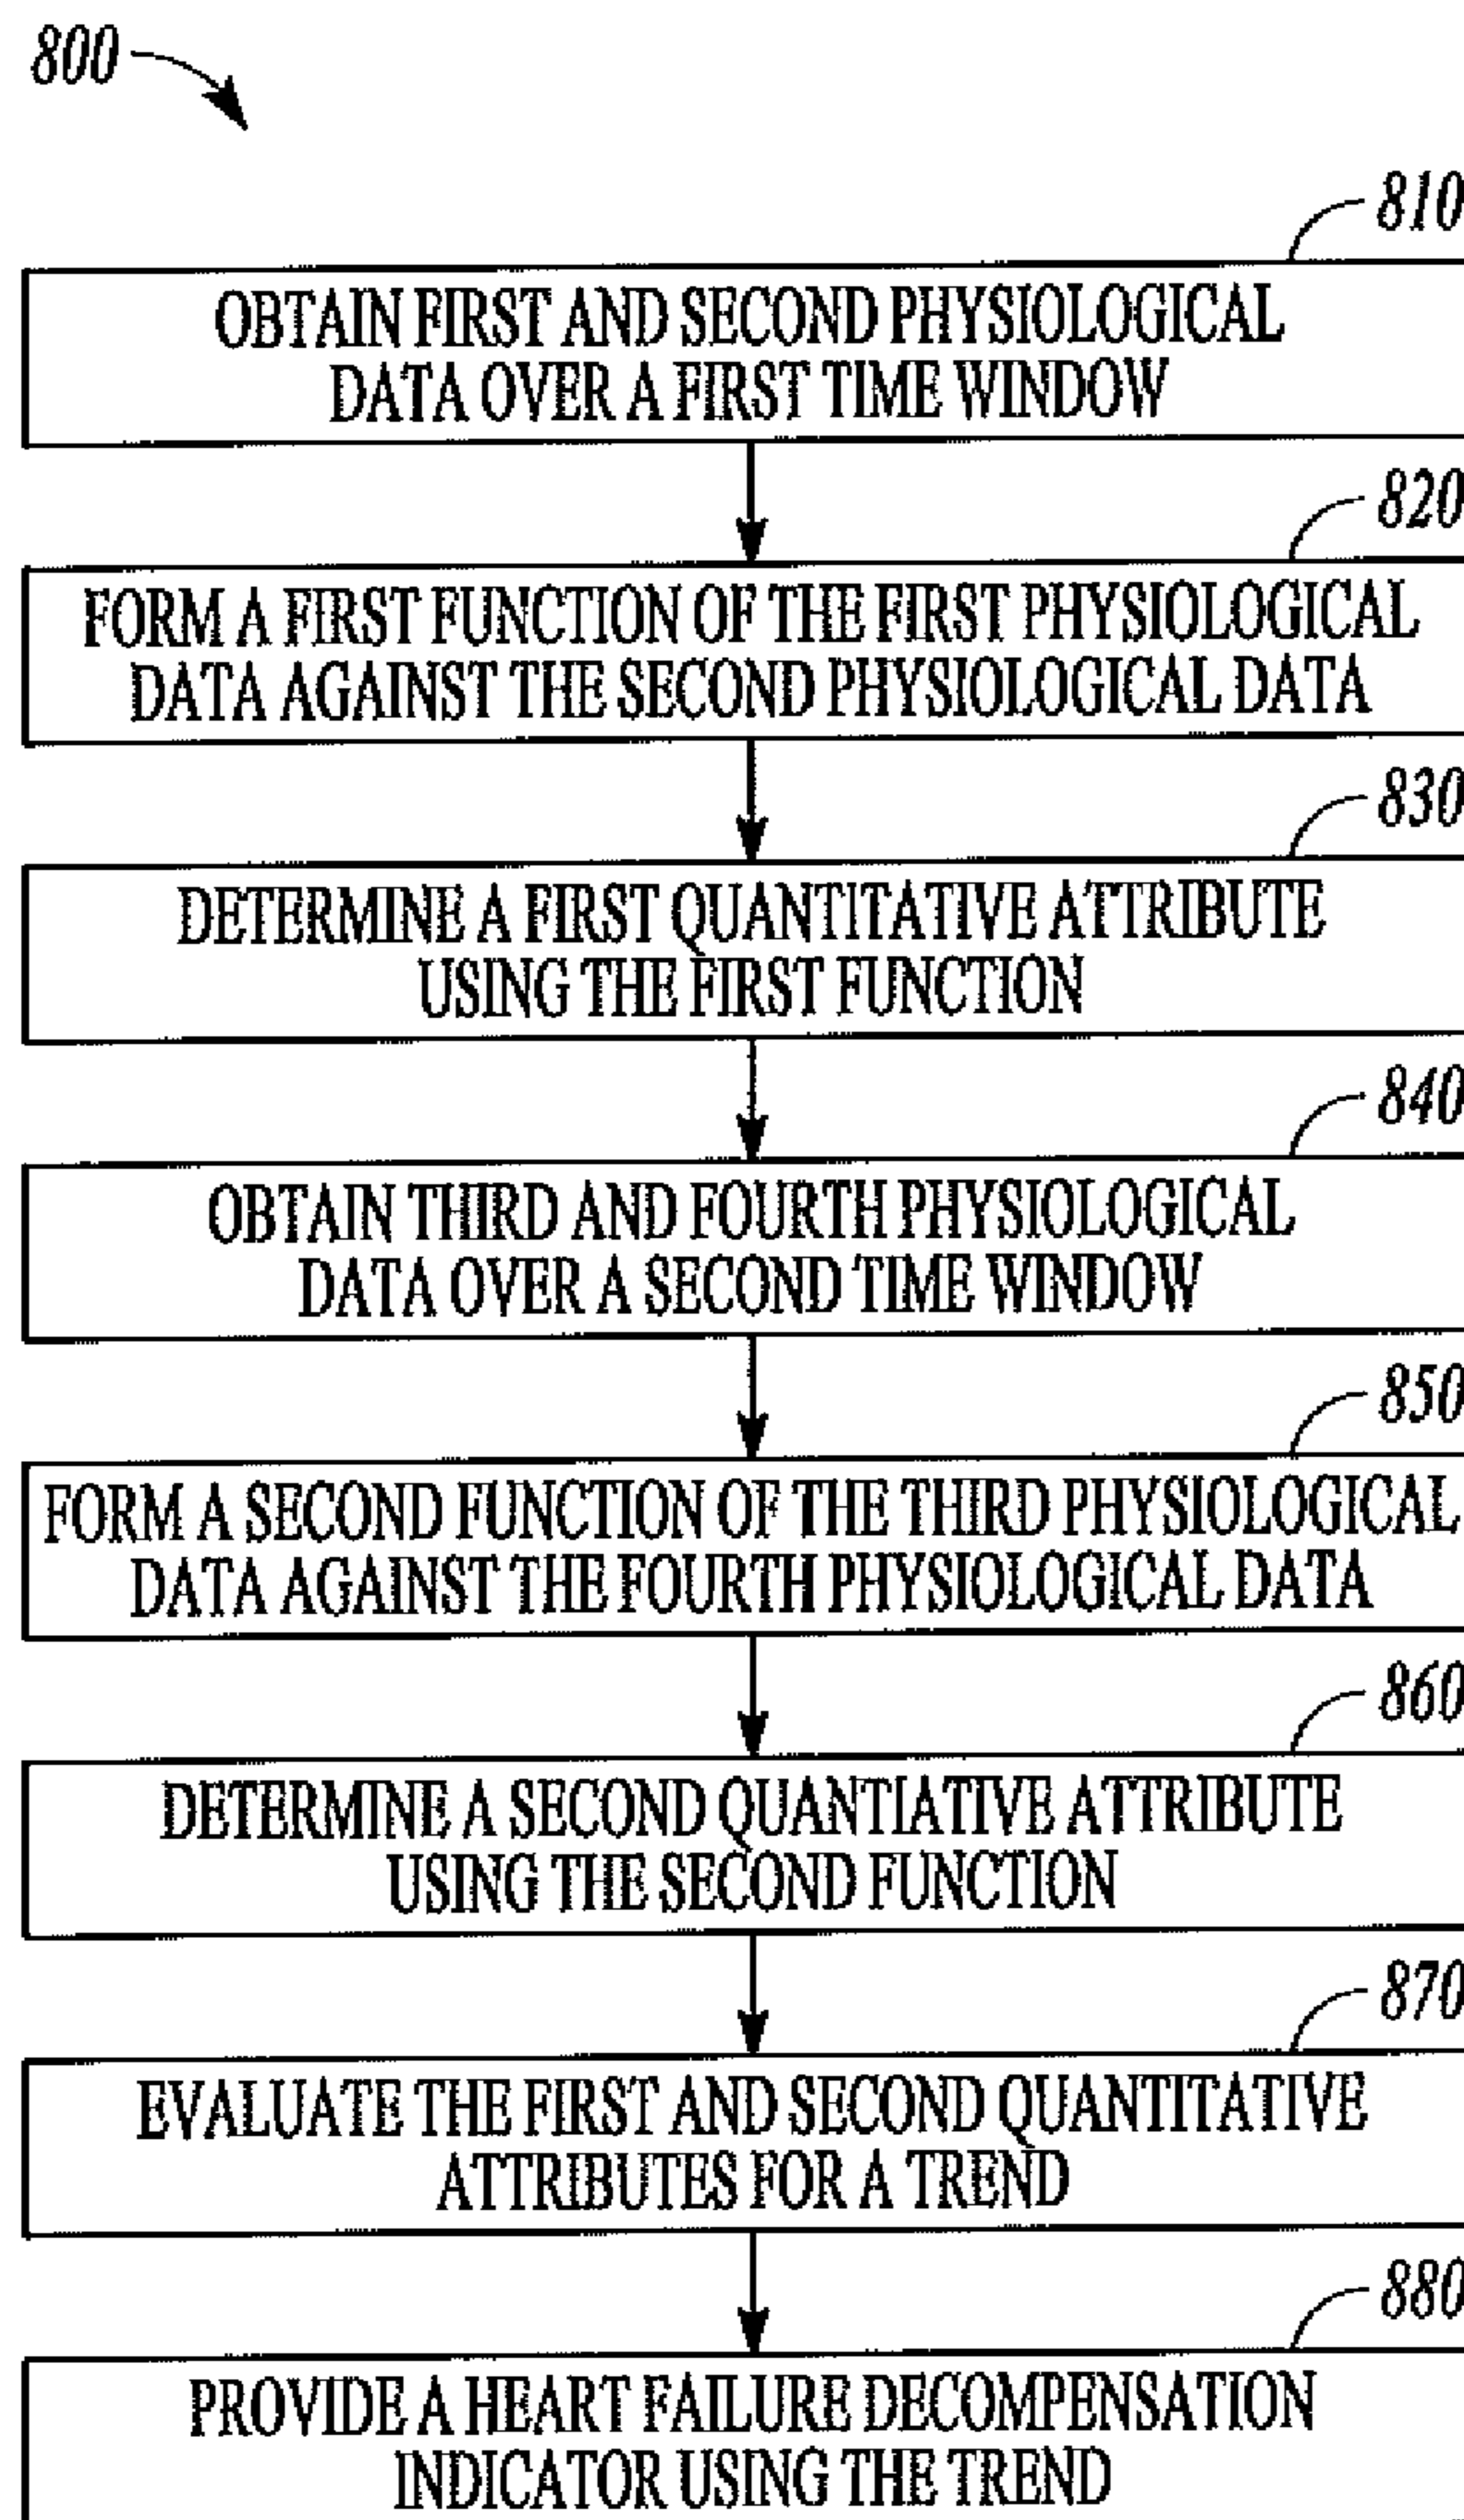 800
810
OBTAIN FIRST AND SECOND PHYSIOLOGICAL
DATA OVER A FIRST TIME WINDOW
820
FORM A FIRST FUNCTION OF THE FIRST PHYSIOLOGICAL
DATA AGAINST THE SECOND PHYSIOLOGICAL DATA
830
DETERMINE A FIRST QUANTITATIVE ATTRIBUTE
USING THE FIRST FUNCTION
840
OBTAIN THIRD AND FOURTH PHYSIOLOGICAL
DATA OVER A SECOND TIME WINDOW
850
FORM A SECOND FUNCTION OF THE THIRD PHYSIOLOGICAL
DATA AGAINST THE FOURTH PHYSIOLOGICAL DATA
860
DETERMINE A SECOND QUANTIATIVE ATTRIBUTE
USING THE SECOND FUNCTION
870
EVALUATE THE FIRST AND SECOND QUANTITATIVE
ATTRIBUTES FOR A TREND
880
PROVIDE A HEART FAILURE DECOMPENSATION
INDICATOR USING THE TREND